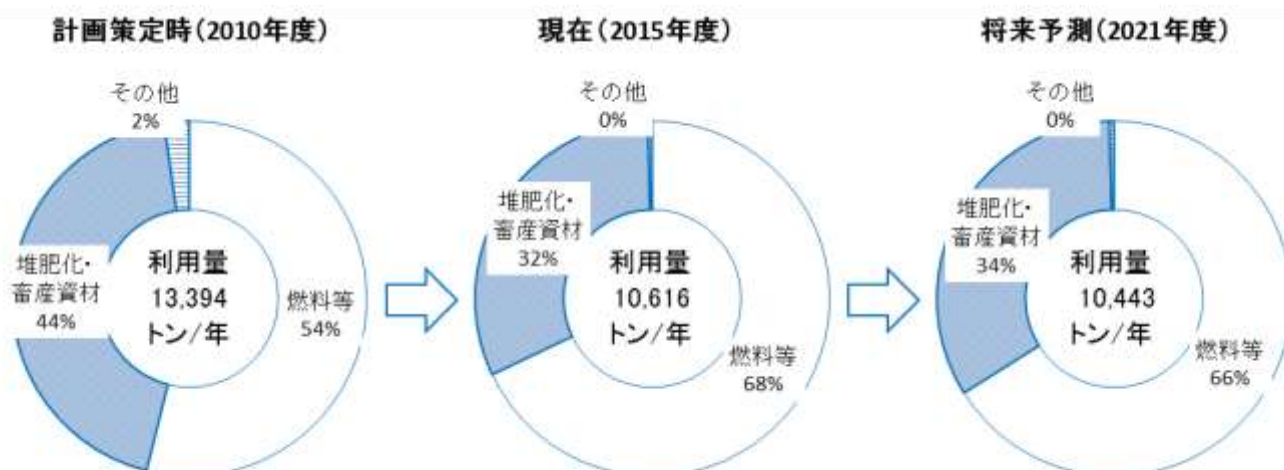 計画策定時(2010年度)
その他
2%
堆肥化・
畜産資材
44%
利用量
13,394
トン/年
燃料等
54%
現在(2015年度)
その他
0%
堆肥化・
畜産資材
32%
利用量
10,616
トン/年
燃料等
68%
将来予測(2021年度)
その他
0%
堆肥化・
畜産資材
34%
利用量
10,443
トン/年
燃料等
66%